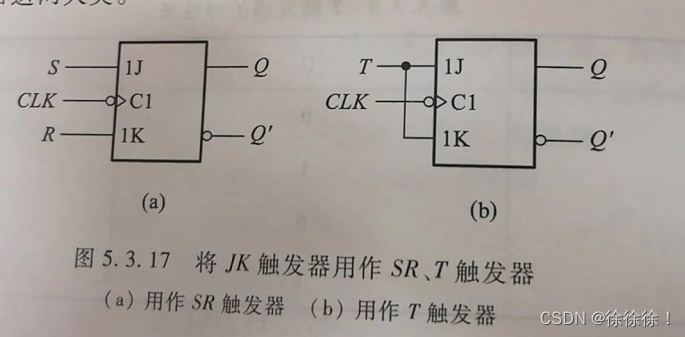 S 1J Q T 1J Q
CLK C1 CLK C1
R 1K Q' 1K Q'
(a) (b)
图 5.3.17 将 JK 触发器用作 SR、T 触发器
(a) 用作 SR 触发器 (b) 用作 T 触发器
CSDN @徐徐徐！